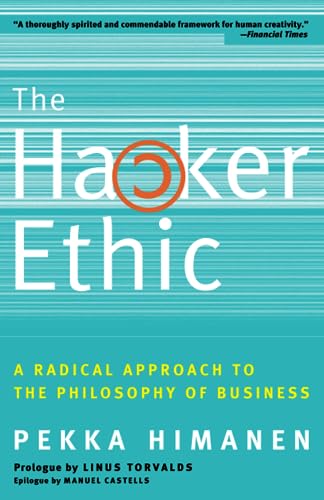 "A thoroughly spirited and commendable framework for human creativity."
—Financial Times
The
Hacker
Ethic
A RADICAL APPROACH TO
THE PHILOSOPHY OF BUSINESS
PEKKA HIMANEN
Prologue by LINUS TORVALDS
Epilogue by MANUEL CASTELLS